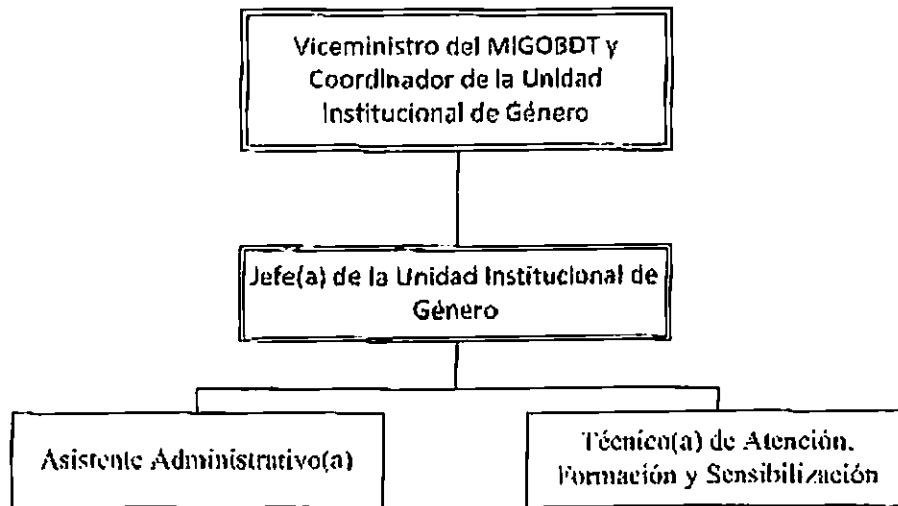 Viceministro del MIGOBDT y
Coordinador de la Unidad
Institucional de Género
Jefe(a) de la Unidad Institucional de
Género
Asistente Administrativo(a)
Técnico(a) de Atención.
Formación y Sensibilización